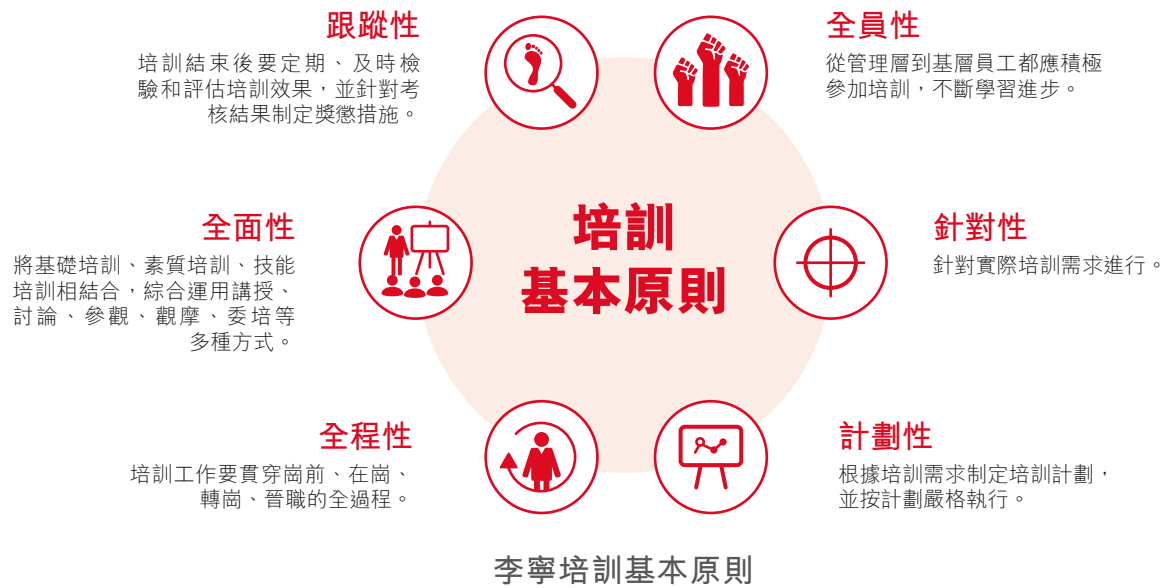 跟蹤性
培訓結束後要定期、及時檢
驗和評估培訓效果，並針對考
核結果制定獎懲措施。
全員性
從管理層到基層員工都應積極
參加培訓，不斷學習進步。
全面性
將基礎培訓、素質培訓、技能
培訓相結合，綜合運用講授、
討論、參觀、觀摩、委培等
多種方式。
培訓
基本原則
針對性
針對實際培訓需求進行。
全程性
培訓工作要貫穿崗前、在崗、
轉崗、晉職的全過程。
計劃性
根據培訓需求制定培訓計劃，
並按計劃嚴格執行。
李寧培訓基本原則